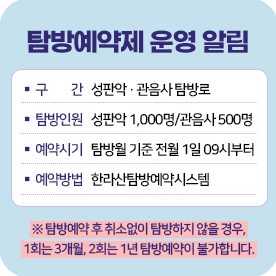 탐방예약제 운영 알림
▪ 구 간 성판악 · 관음사 탐방로
▪ 탐방인원 성판악 1,000명/관음사 500명
▪ 예약시기 탐방월 기준 전월 1일 09시부터
▪ 예약방법 한라산탐방예약시스템
※ 탐방예약 후 취소없이 탐방하지 않을 경우,
1회는 3개월, 2회는 1년 탐방예약이 불가합니다.